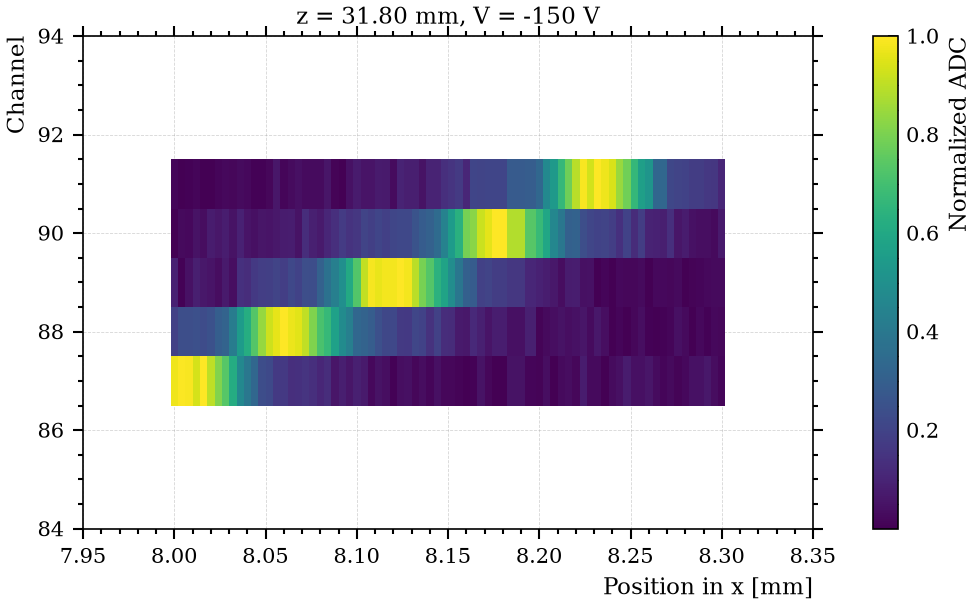 z = 31.80 mm, V = -150 V
Channel
94
92
90
88
86
84
7.95 8.00 8.05 8.10 8.15 8.20 8.25 8.30 8.35
Position in x [mm]
1.0
0.8
0.6
0.4
0.2
Normalized ADC